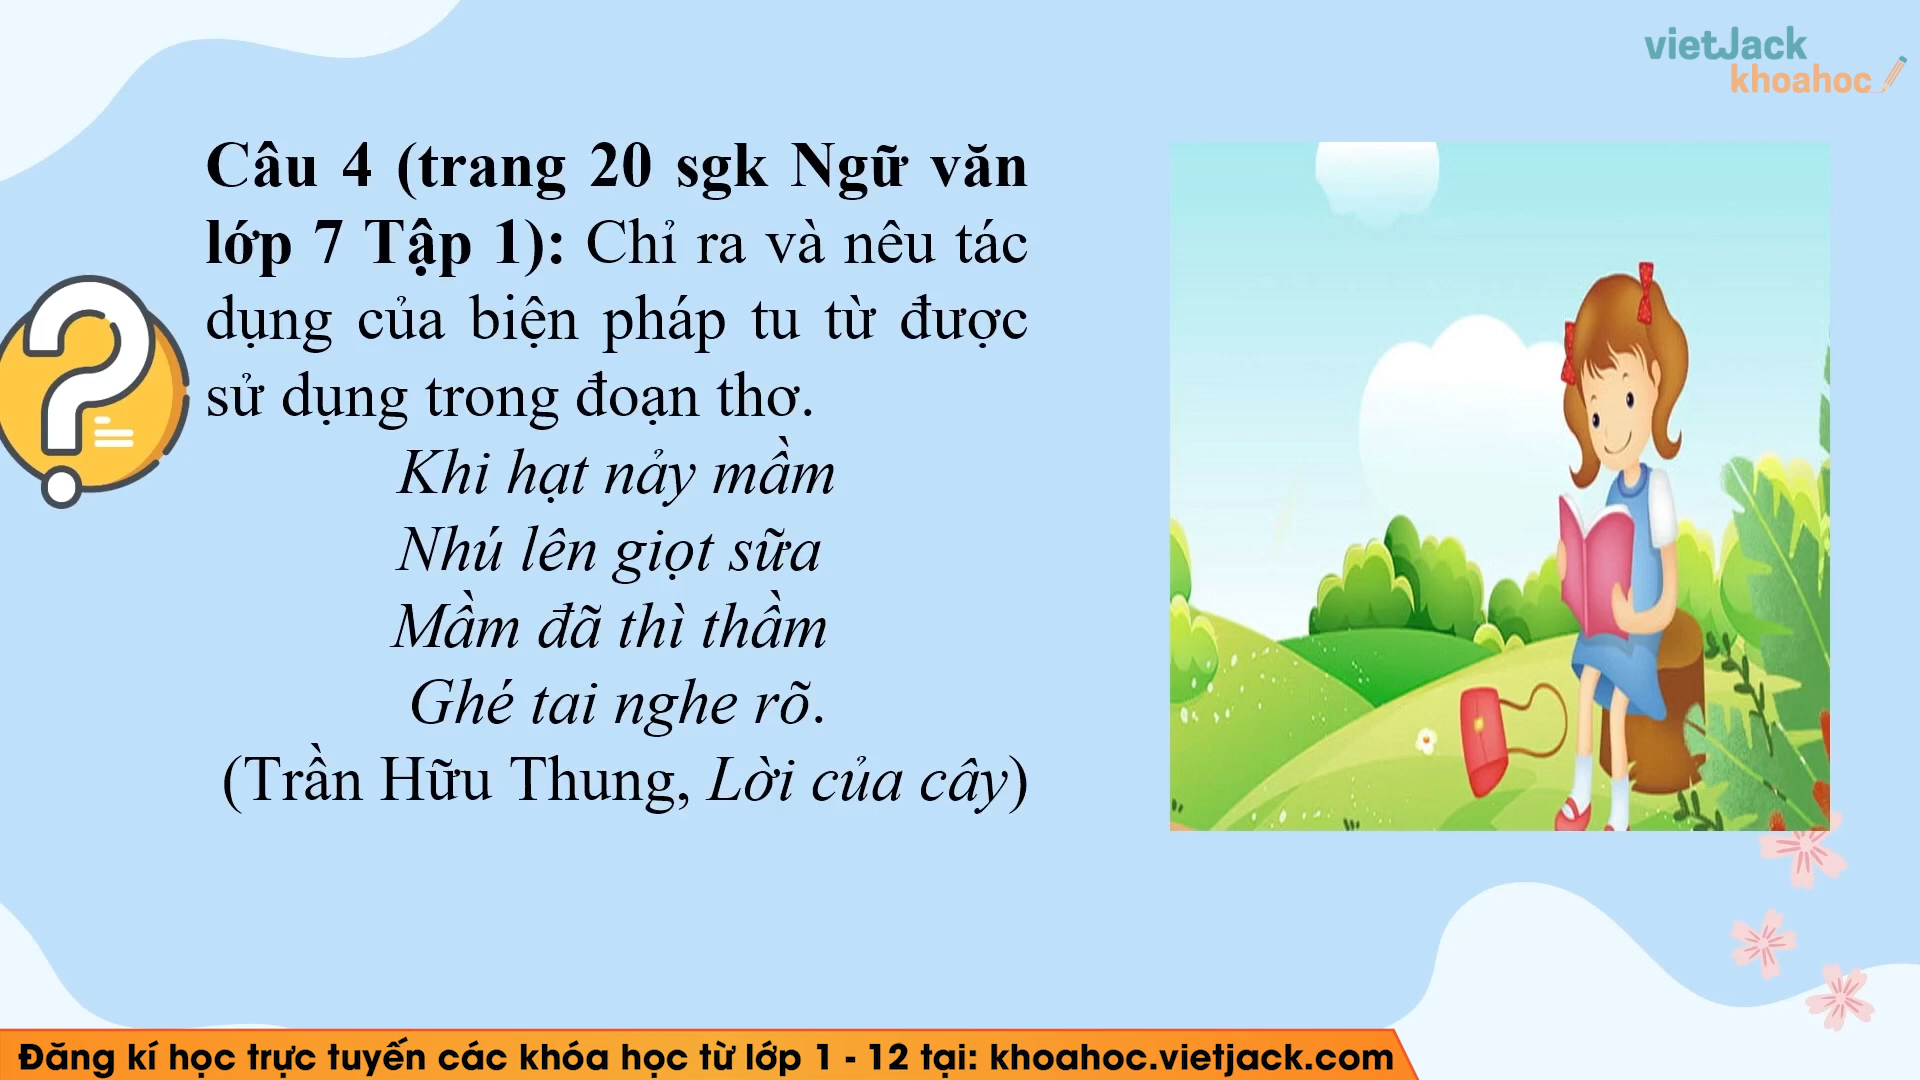 vietJack
khoahoc
Câu 4 (trang 20 sgk Ngữ văn
lớp 7 Tập 1): Chỉ ra và nêu tác
dụng của biện pháp tu từ được
sử dụng trong đoạn thơ.
Khi hạt nảy mầm
Nhú lên giọt sữa
Mầm đã thì thầm
Ghé tai nghe rõ.
(Trần Hữu Thung, Lời của cây)
Đăng kí học trực tuyến các khóa học từ lớp 1 - 12 tại: khoahoc.vietjack.com